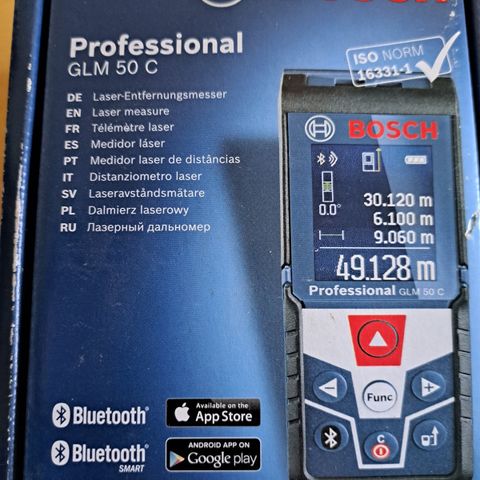 BOSCH
Professional
GLM 50 C
ISO NORM
16331-1
DE Laser-Entfernungsmesser
EN Laser measure
FR Télémètre laser
ES Medidor láser
PT Medidor laser de distâncias
IT Distanziometro laser
SV Laseravståndsmätare
PL Dalmierz laserowy
RU Лазерный дальномер
BOSCH
0.0°
30.120 m
6.100 m
9.060 m
49.128 m
Professional GLM 50 C
Func
C
Bluetooth®
Available on the
App Store
Bluetooth®
SMART
ANDROID APP ON
Google play